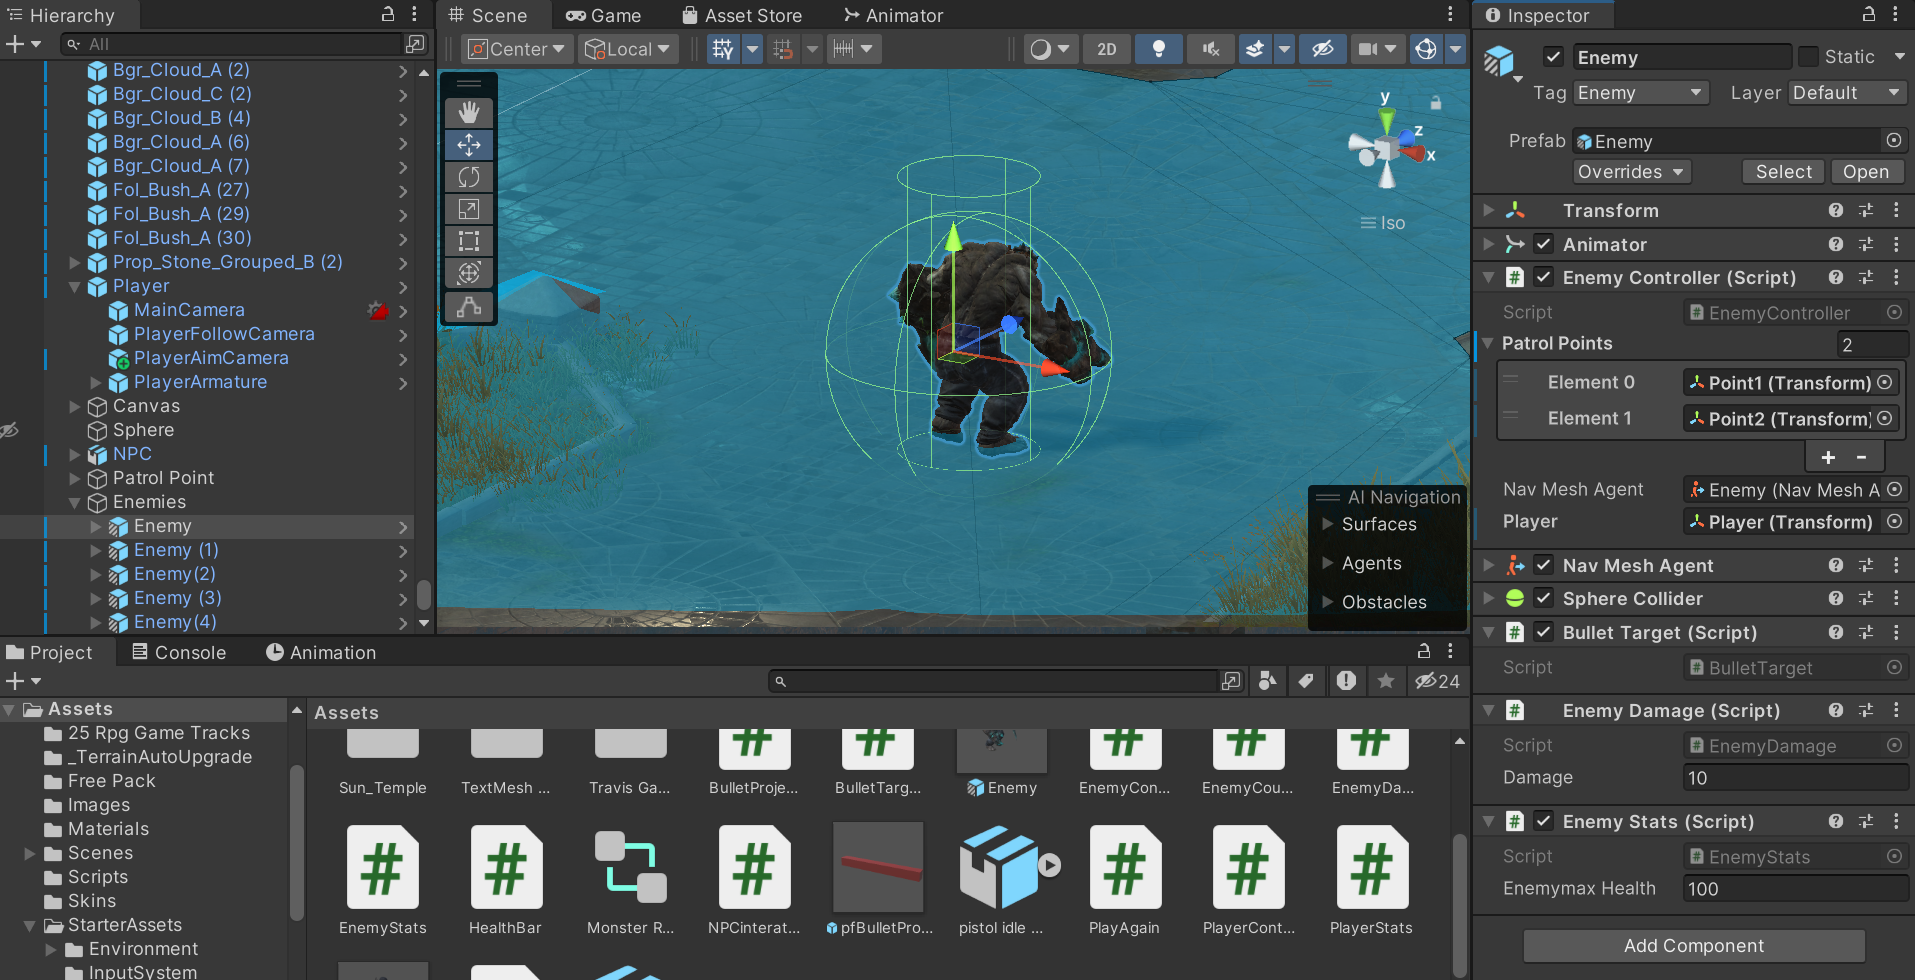 Hierarchy
Scene
Game
Asset Store
Animator
Inspector
All
Center
Local
2D
Bgr_Cloud_A (2)
Bgr_Cloud_C (2)
Bgr_Cloud_B (4)
Bgr_Cloud_A (6)
Bgr_Cloud_A (7)
Fol_Bush_A (27)
Fol_Bush_A (29)
Fol_Bush_A (30)
Prop_Stone_Grouped_B (2)
Player
MainCamera
PlayerFollowCamera
PlayerAimCamera
PlayerArmature
Canvas
Sphere
NPC
Patrol Point
Enemies
Enemy
Enemy (1)
Enemy(2)
Enemy (3)
Enemy(4)
y
z
x
Iso
AI Navigation
Surfaces
Agents
Obstacles
Enemy
Static
Tag
Enemy
Layer
Default
Prefab
Enemy
Overrides
Select
Open
Transform
Animator
Enemy Controller (Script)
Script
EnemyController
Patrol Points
2
Element 0
Point1 (Transform)
Element 1
Point2 (Transform)
Nav Mesh Agent
Enemy (Nav Mesh A
Player
Player (Transform)
Nav Mesh Agent
Sphere Collider
Bullet Target (Script)
Script
BulletTarget
Enemy Damage (Script)
Script
EnemyDamage
Damage
10
Enemy Stats (Script)
Script
EnemyStats
Enemymax Health
100
Add Component
Project
Console
Animation
24
Assets
25 Rpg Game Tracks
_TerrainAutoUpgrade
Free Pack
Images
Materials
Scenes
Scripts
Skins
StarterAssets
Environment
InputSystem
Assets
Sun_Temple
TextMesh ...
Travis Ga...
BulletProje...
BulletTarg...
Enemy
EnemyCon...
EnemyCou...
EnemyDa...
EnemyStats
HealthBar
Monster R...
NPCinterat...
pfBulletPro...
pistol idle ...
PlayAgain
PlayerCont...
PlayerStats